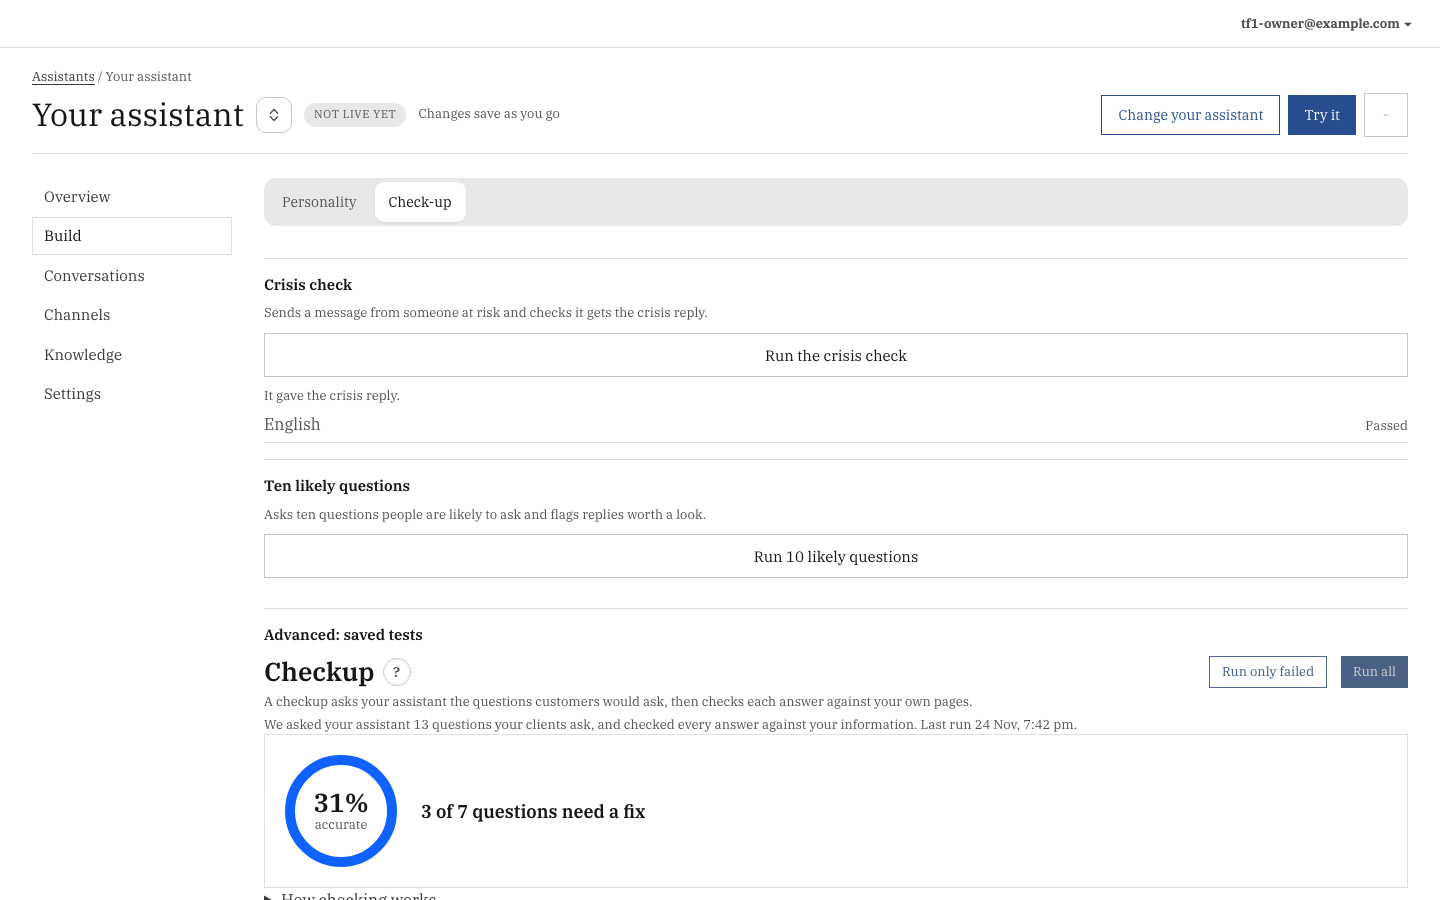 tf1-owner@example.com
Assistants / Your assistant
Your assistant
NOT LIVE YET
Changes save as you go
Change your assistant
Try it
Overview
Build
Conversations
Channels
Knowledge
Settings
Personality
Check-up
Crisis check
Sends a message from someone at risk and checks it gets the crisis reply.
Run the crisis check
It gave the crisis reply.
English
Passed
Ten likely questions
Asks ten questions people are likely to ask and flags replies worth a look.
Run 10 likely questions
Advanced: saved tests
Checkup ?
Run only failed
Run all
A checkup asks your assistant the questions customers would ask, then checks each answer against your own pages.
We asked your assistant 13 questions your clients ask, and checked every answer against your information. Last run 24 Nov, 7:42 pm.
31%
accurate
3 of 7 questions need a fix
How checking works